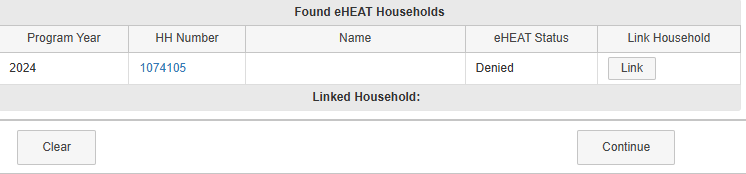 Found eHEAT Households
Program Year HH Number Name eHEAT Status Link Household
2024 1074105 Denied Link
Linked Household:
Clear Continue